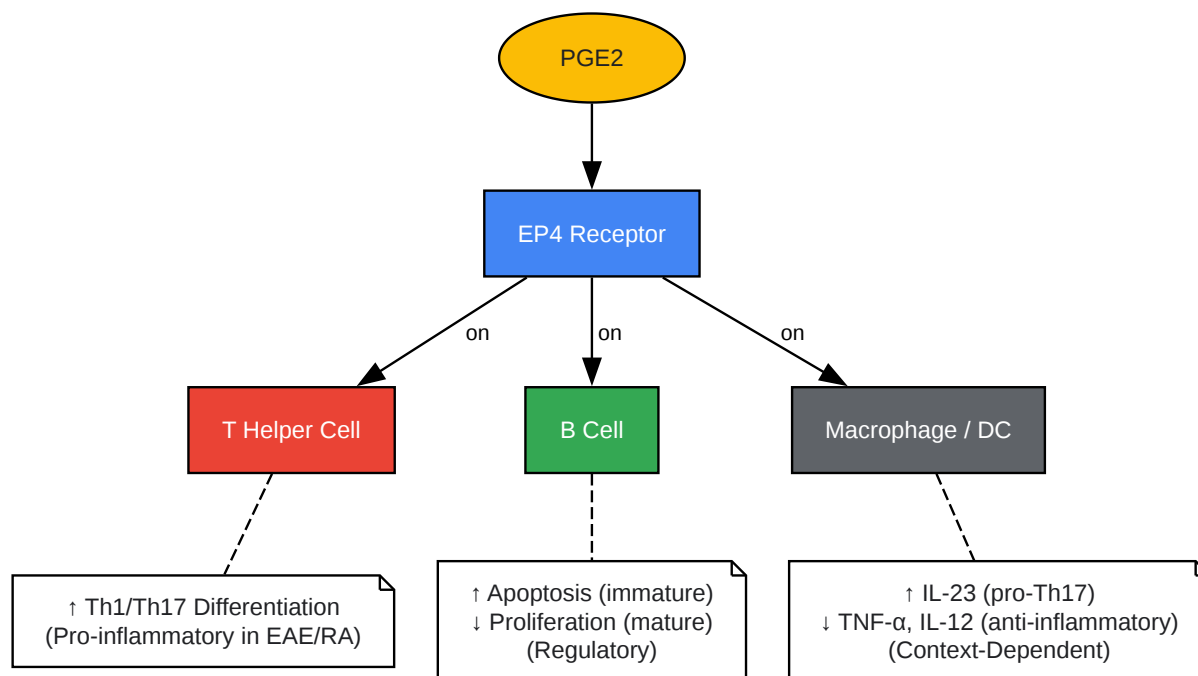 PGE2
EP4 Receptor
on
on
on
T Helper Cell
B Cell
Macrophage / DC
↑ Th1/Th17 Differentiation
(Pro-inflammatory in EAE/RA)
↑ Apoptosis (immature)
↓ Proliferation (mature)
(Regulatory)
↑ IL-23 (pro-Th17)
↓ TNF-α, IL-12 (anti-inflammatory)
(Context-Dependent)